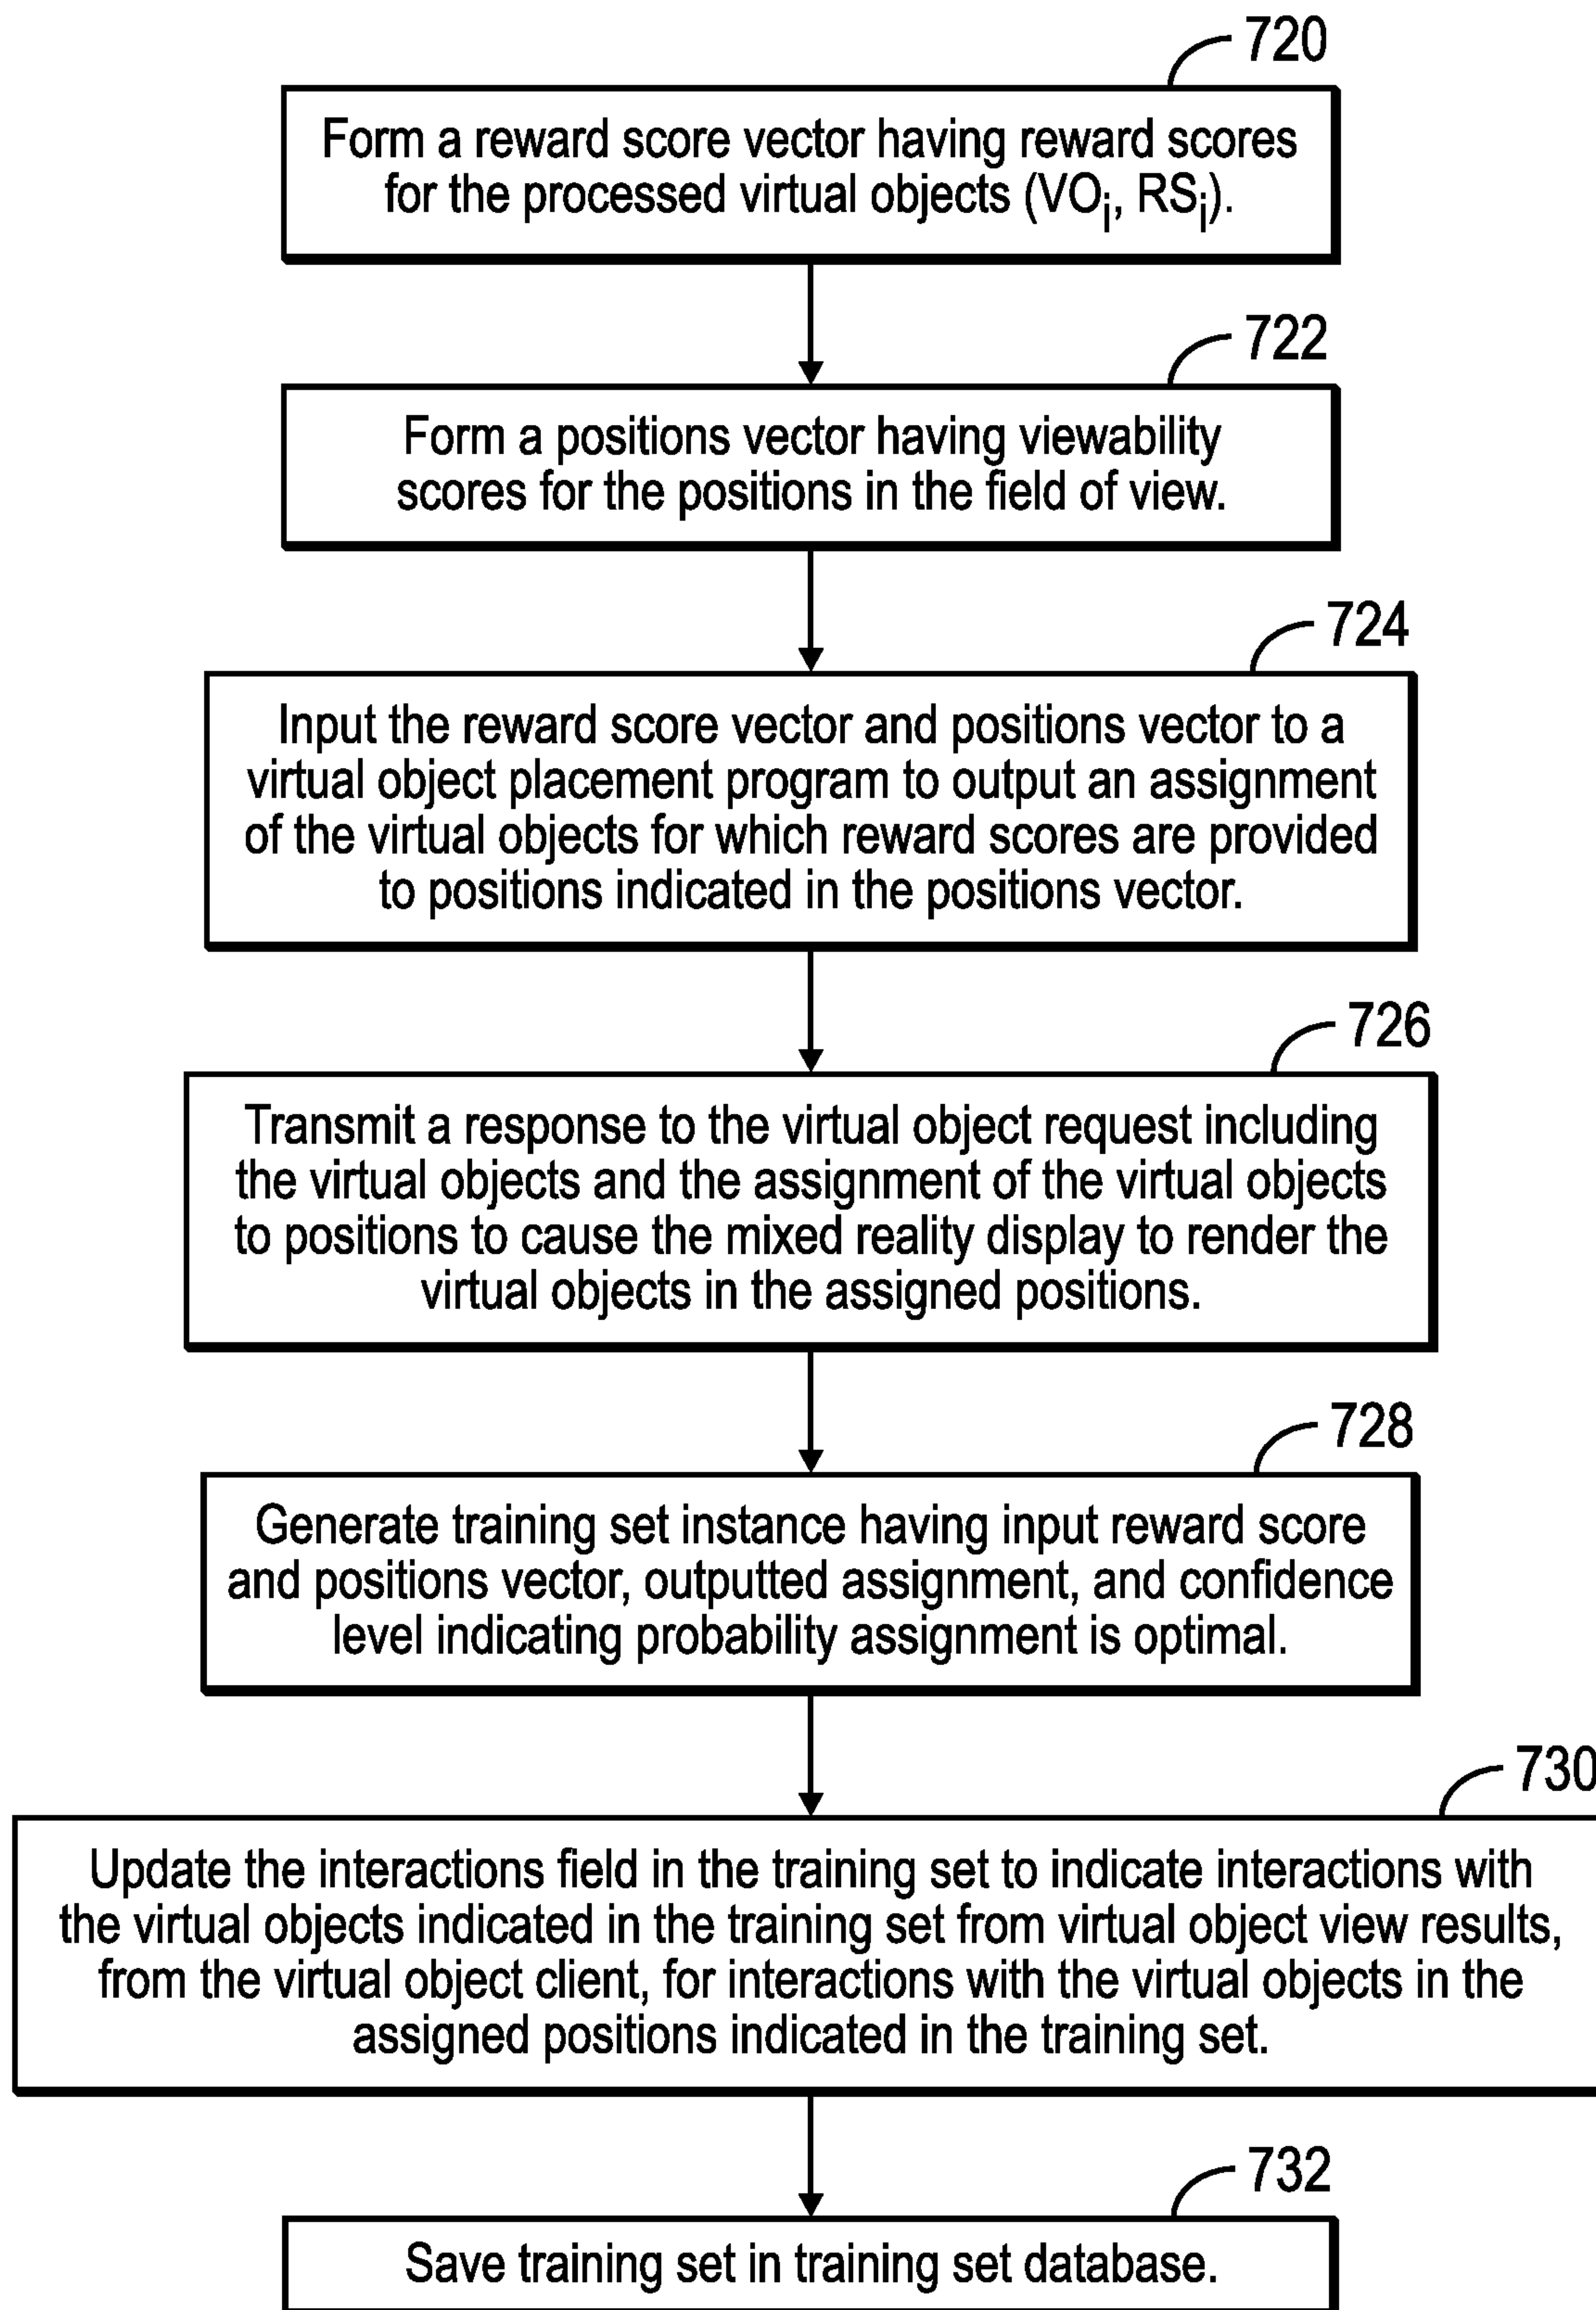 720
Form a reward score vector having reward scores
for the processed virtual objects (VOi, RSi).
722
Form a positions vector having viewability
scores for the positions in the field of view.
724
Input the reward score vector and positions vector to a
virtual object placement program to output an assignment
of the virtual objects for which reward scores are provided
to positions indicated in the positions vector.
726
Transmit a response to the virtual object request including
the virtual objects and the assignment of the virtual objects
to positions to cause the mixed reality display to render the
virtual objects in the assigned positions.
728
Generate training set instance having input reward score
and positions vector, outputted assignment, and confidence
level indicating probability assignment is optimal.
730
Update the interactions field in the training set to indicate interactions with
the virtual objects indicated in the training set from virtual object view results,
from the virtual object client, for interactions with the virtual objects in the
assigned positions indicated in the training set.
732
Save training set in training set database.